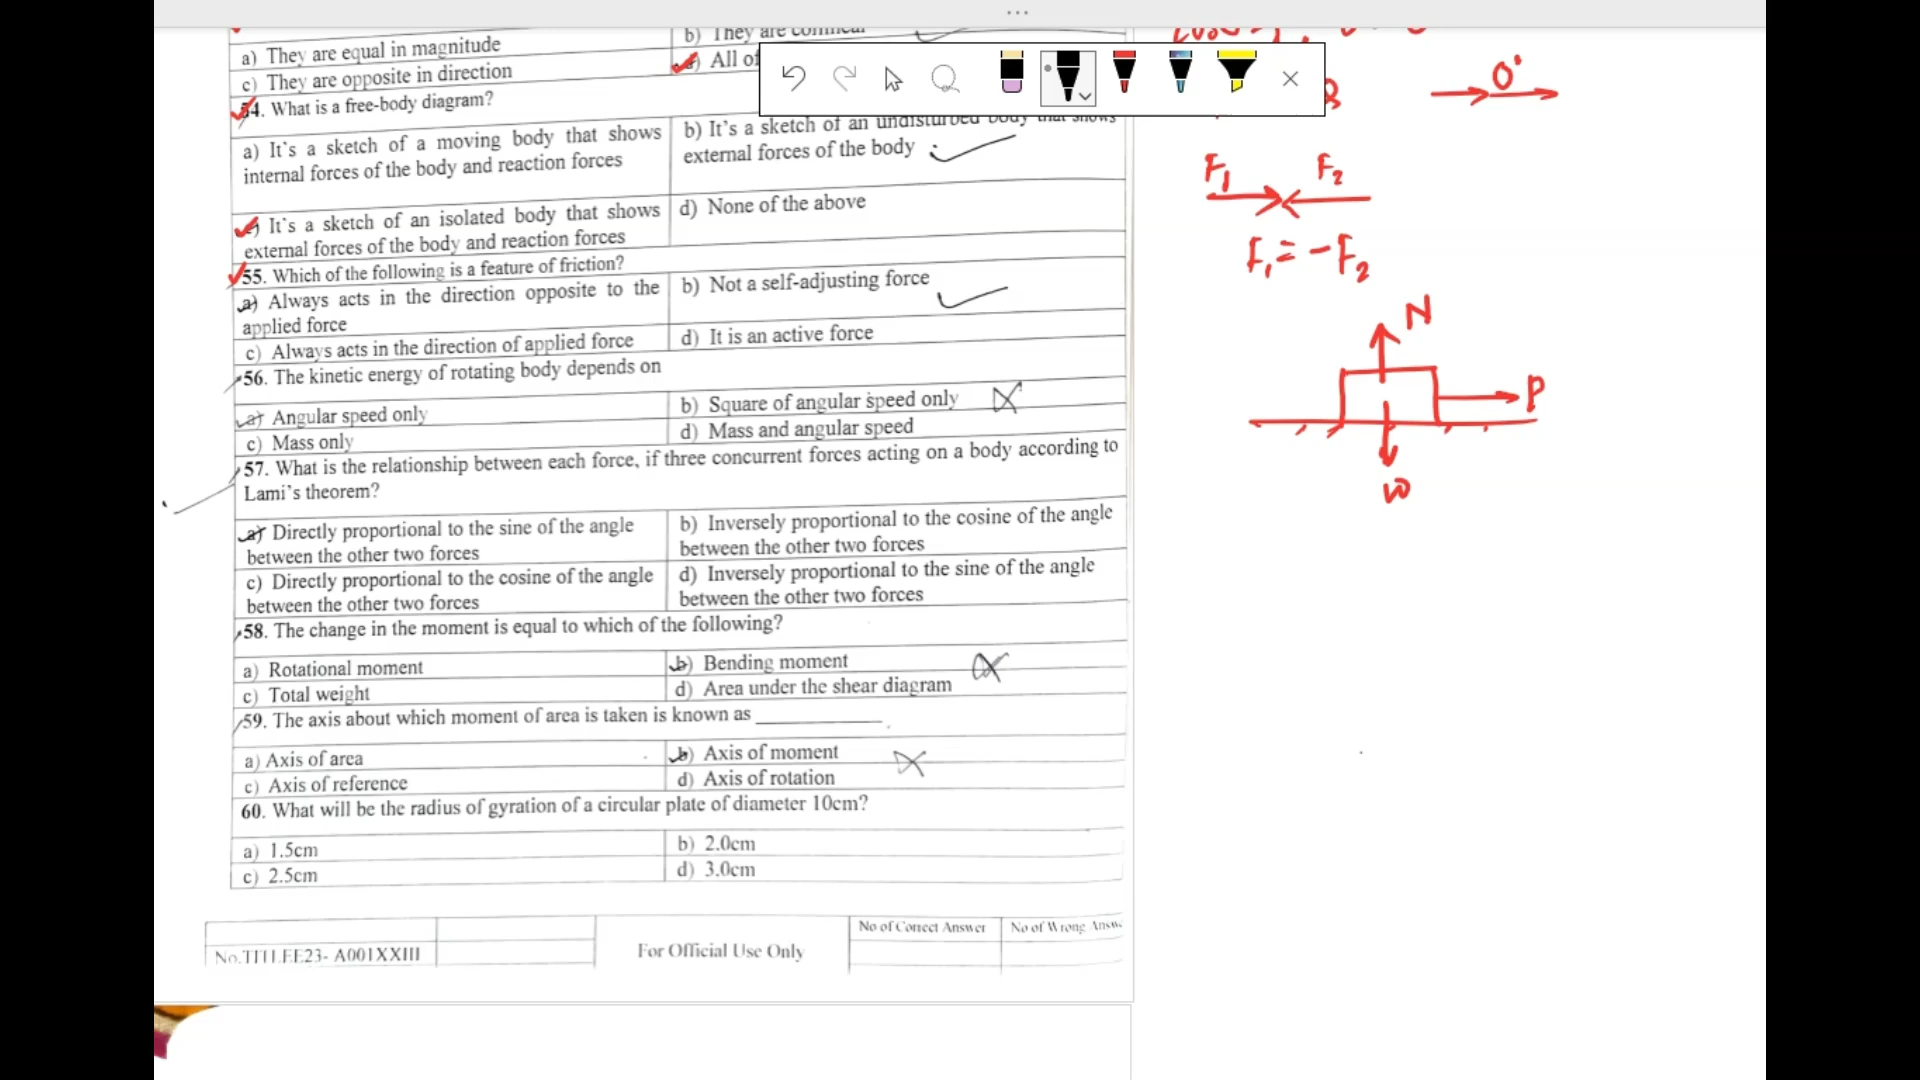 a) They are equal in magnitude
b) They are
c) They are opposite in direction
All of
54. What is a free-body diagram?
a) It's a sketch of a moving body that shows
internal forces of the body and reaction forces
b) It's a sketch of an undisturbed body that shows
external forces of the body
It's a sketch of an isolated body that shows
external forces of the body and reaction forces
d) None of the above
55. Which of the following is a feature of friction?
a) Always acts in the direction opposite to the
applied force
b) Not a self-adjusting force
c) Always acts in the direction of applied force
d) It is an active force
56. The kinetic energy of rotating body depends on
a) Angular speed only
b) Square of angular speed only
c) Mass only
d) Mass and angular speed
57. What is the relationship between each force, if three concurrent forces acting on a body according to
Lami's theorem?
a) Directly proportional to the sine of the angle
between the other two forces
b) Inversely proportional to the cosine of the angle
between the other two forces
c) Directly proportional to the cosine of the angle
between the other two forces
d) Inversely proportional to the sine of the angle
between the other two forces
58. The change in the moment is equal to which of the following?
a) Rotational moment
b) Bending moment
c) Total weight
d) Area under the shear diagram
59. The axis about which moment of area is taken is known as ____________ .
a) Axis of area
b) Axis of moment
c) Axis of reference
d) Axis of rotation
60. What will be the radius of gyration of a circular plate of diameter 10cm?
a) 1.5cm
b) 2.0cm
c) 2.5cm
d) 3.0cm
For Official Use Only
No of Correct Answer
No of Wrong
A001XXIII
0°
F1
F2
F1 = -F2
N
P
W